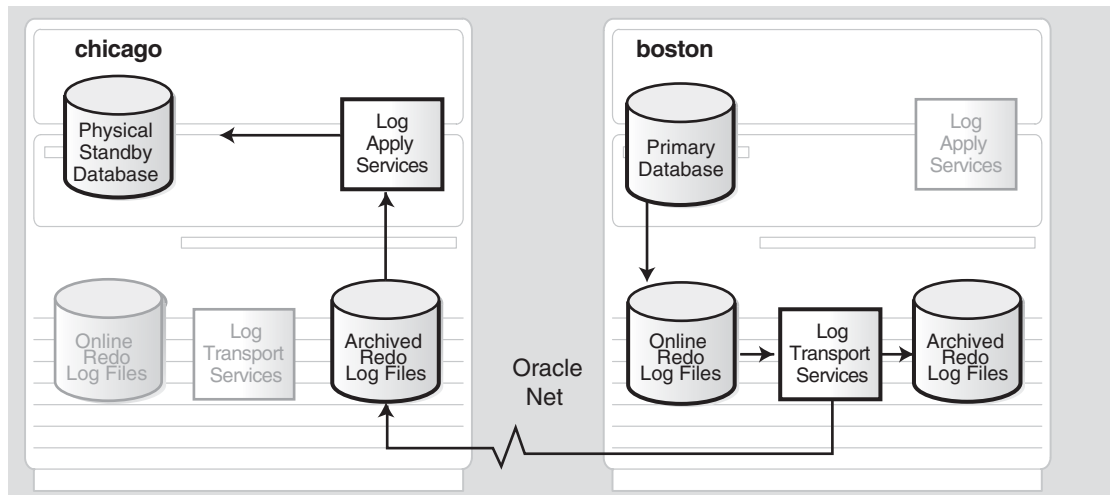 chicago
Physical
Standby
Database
Log
Apply
Services
Online
Redo
Log Files
Log
Transport
Services
Archived
Redo
Log Files
Oracle
Net
boston
Primary
Database
Log
Apply
Services
Online
Redo
Log Files
Log
Transport
Services
Archived
Redo
Log Files